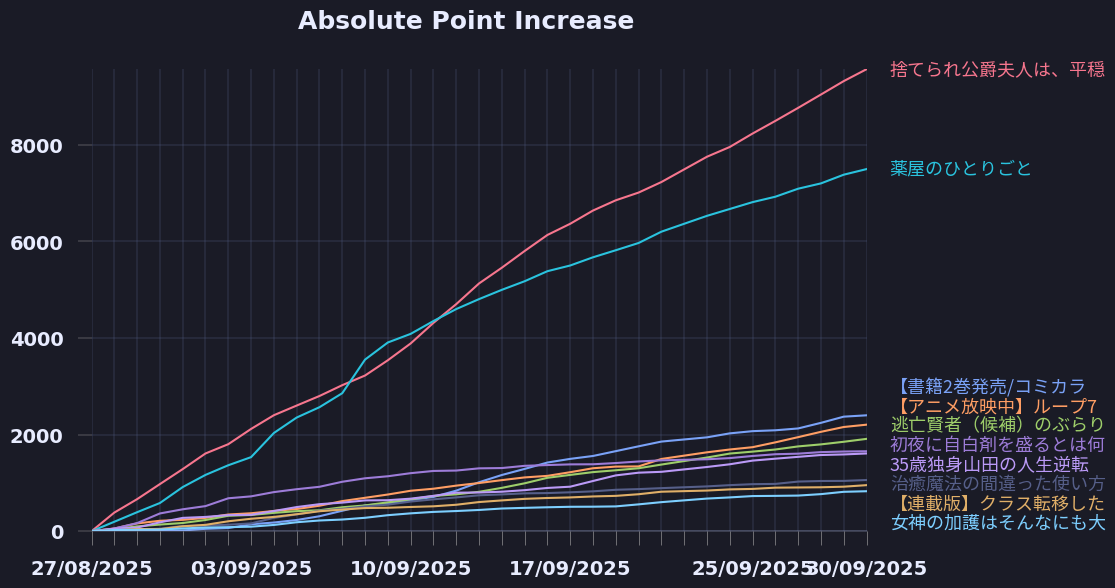 Absolute Point Increase
捨てられ公爵夫人は、平穏
8000
薬屋のひとりごと
6000
4000
【書籍2巻発売/コミカラ
【アニメ放映中】ループ7
2000
逃亡賢者（候補）のぶらり
初夜に自白剤を盛るとは何
35歳独身山田の人生逆転
治癒魔法の間違った使い方
【連載版】クラス転移した
女神の加護はそんなにも大
0
27/08/2025 03/09/2025 10/09/2025 17/09/2025 25/09/2025 30/09/2025